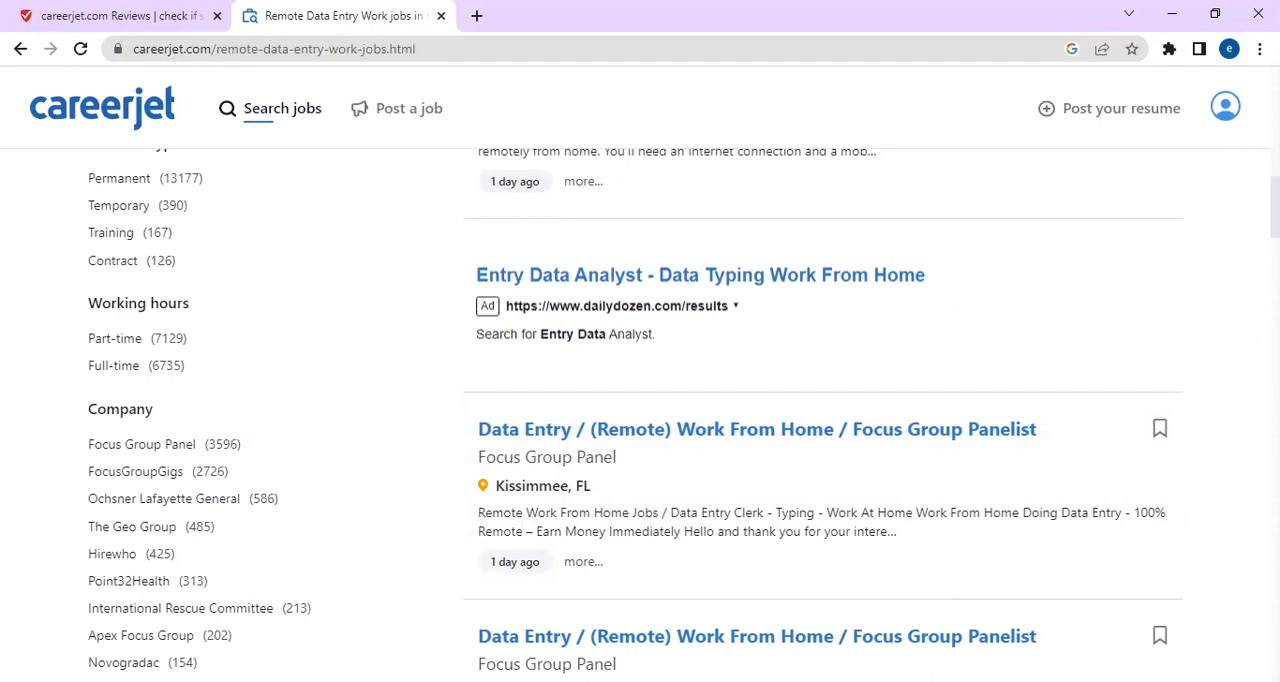 careerjet.com Reviews | check if s
Remote Data Entry Work jobs in
careerjet.com/remote-data-entry-work-jobs.html
e
careerjet
Search jobs
Post a job
Post your resume
Permanent (13177)
Temporary (390)
Training (167)
Contract (126)
Working hours
Part-time (7129)
Full-time (6735)
Company
Focus Group Panel (3596)
FocusGroupGigs (2726)
Ochsner Lafayette General (586)
The Geo Group (485)
Hirewho (425)
Point32Health (313)
International Rescue Committee (213)
Apex Focus Group (202)
Novogradac (154)
remotely from home. You'll need an Internet connection and a mob...
1 day ago more...
Entry Data Analyst - Data Typing Work From Home
Ad https://www.dailydozen.com/results
Search for Entry Data Analyst.
Data Entry / (Remote) Work From Home / Focus Group Panelist
Focus Group Panel
Kissimmee, FL
Remote Work From Home Jobs / Data Entry Clerk - Typing - Work At Home Work From Home Doing Data Entry - 100%
Remote – Earn Money Immediately Hello and thank you for your intere...
1 day ago more...
Data Entry / (Remote) Work From Home / Focus Group Panelist
Focus Group Panel